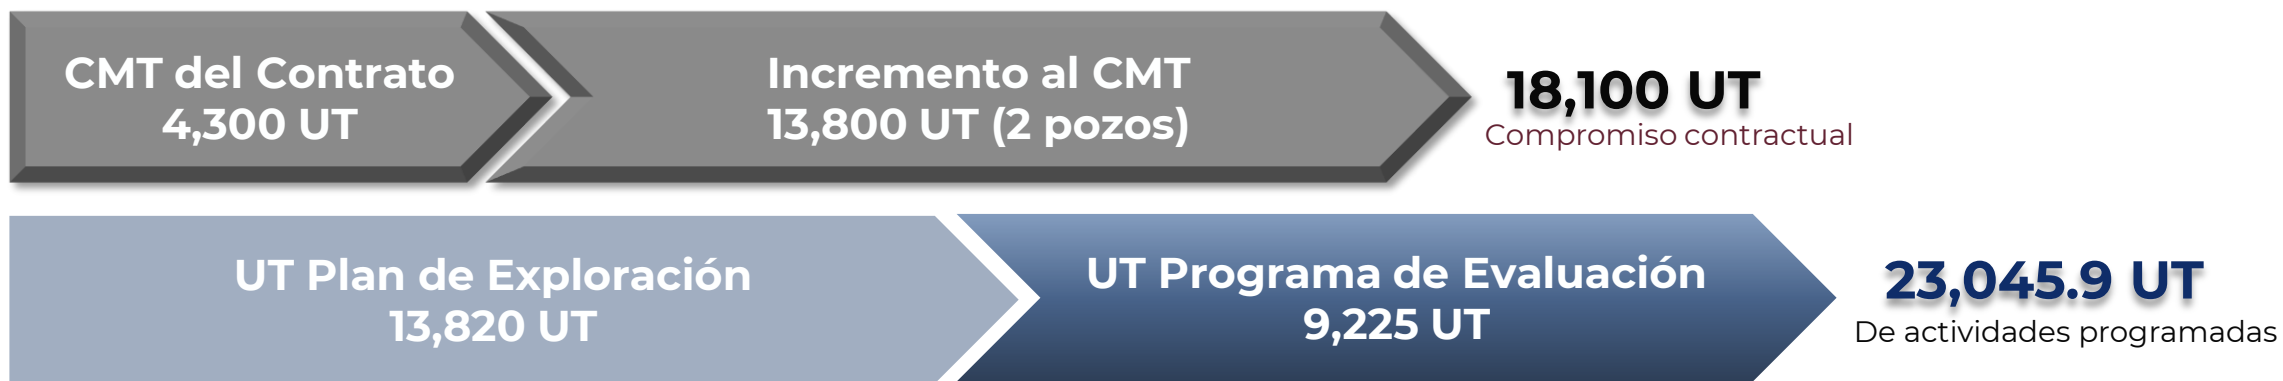 CMT del Contrato
4,300 UT
Incremento al CMT
13,800 UT (2 pozos)
18,100 UT
Compromiso contractual
UT Plan de Exploración
13,820 UT
UT Programa de Evaluación
9,225 UT
23,045.9 UT
De actividades programadas